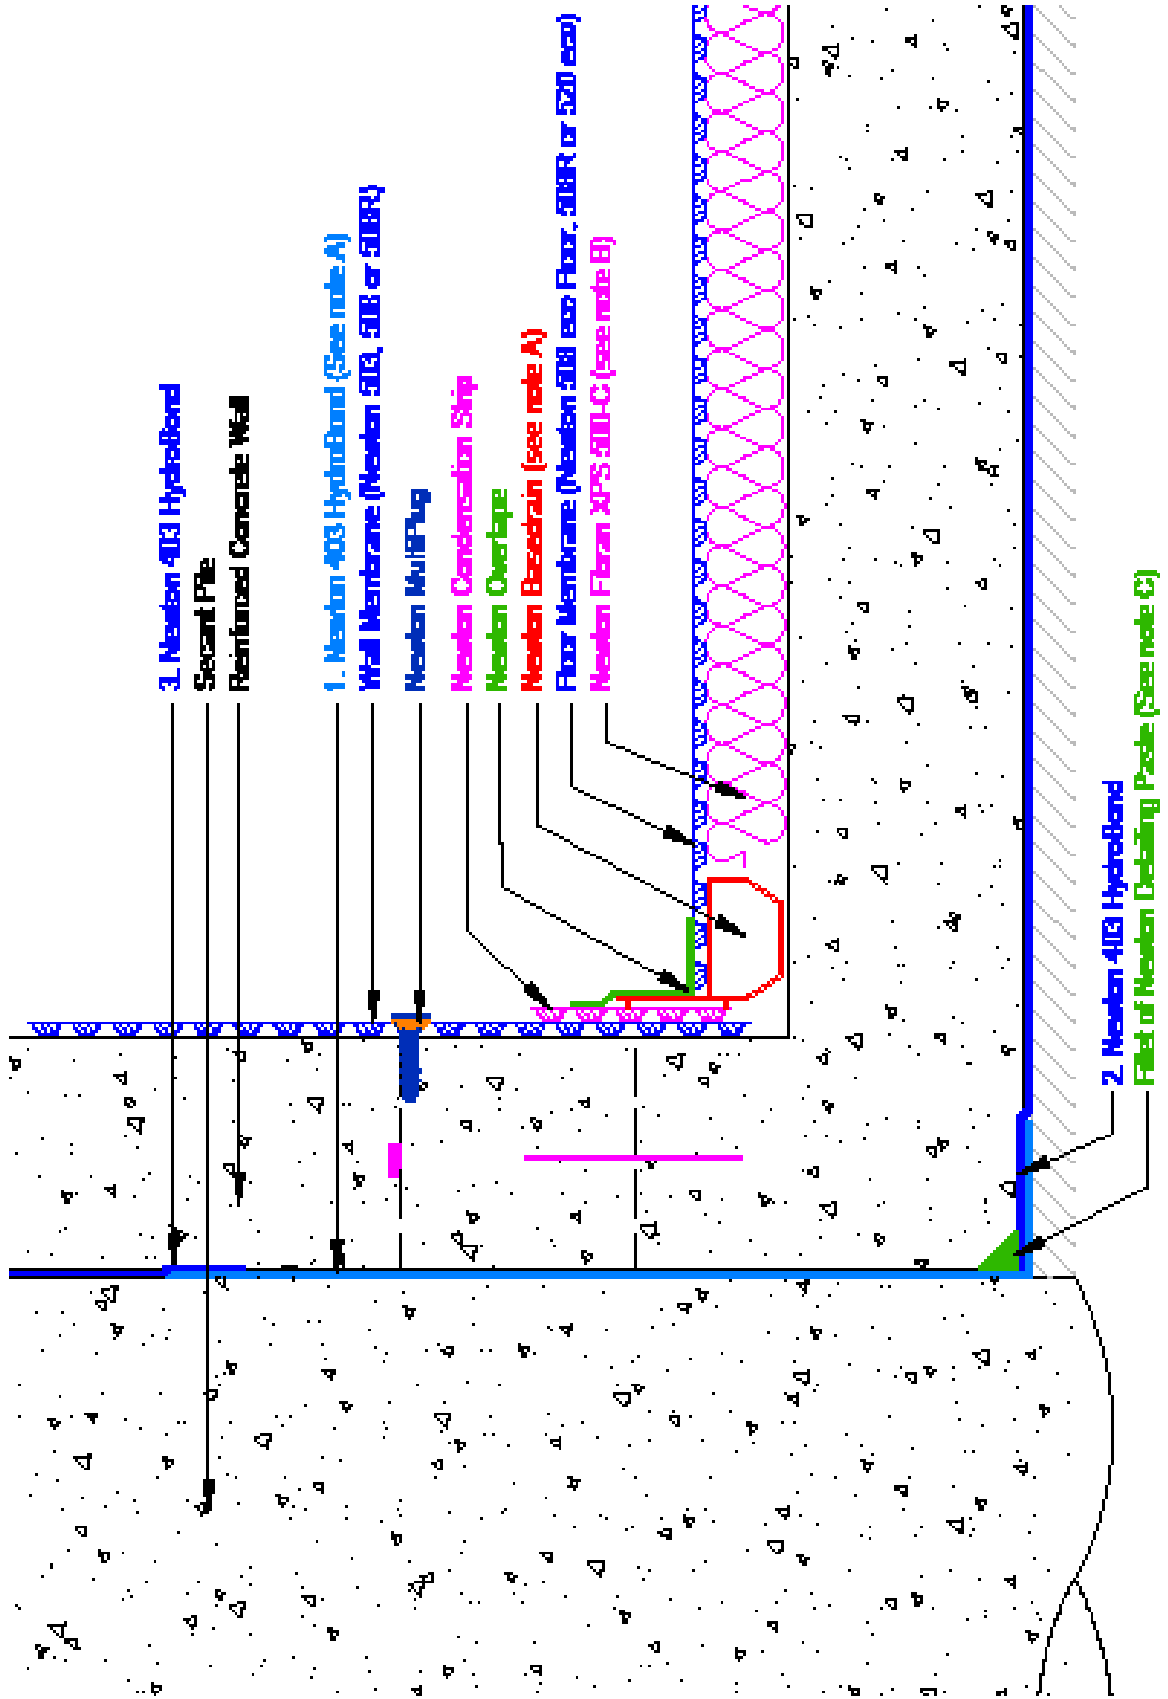 3. Newton 403 HydroBond
Secant Pile
Reinforced Concrete Wall
1. Newton 403 HydroBond (See note A)
Wall Membrane (Newton 503, 508 or 508R)
Newton MultiPlug
Newton Condensation Strip
Newton Overtape
Newton Basedrain (see note A)
Floor Membrane (Newton 508 eco Floor, 508R or 520 eco)
Newton Floran XPS 500-C (see note B)
2. Newton 403 HydroBond
Fillet of Newton Detailing Paste (See note C)